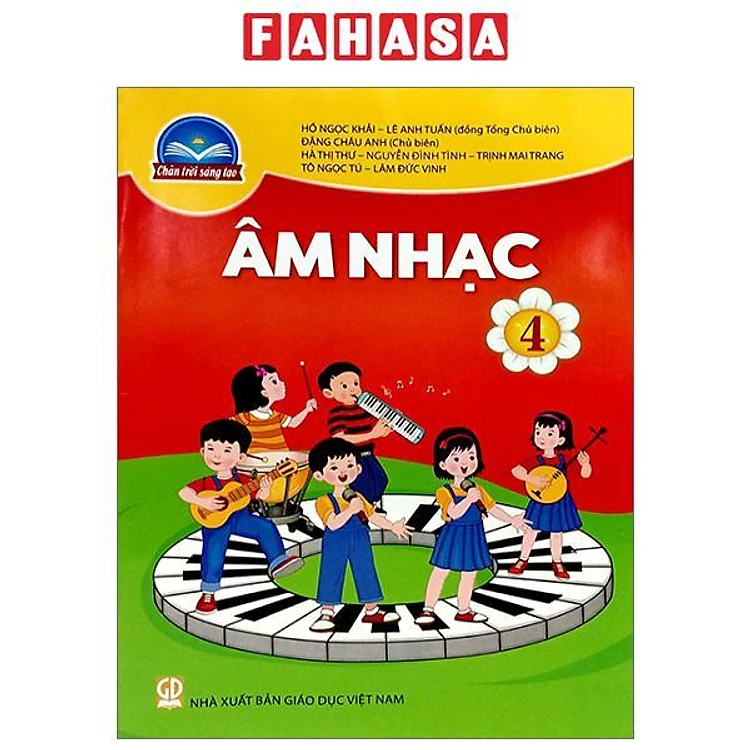 FAHASA
HỒ NGỌC KHẢI – LÊ ANH TUẤN (đồng Tổng Chủ biên)
ĐẶNG CHÂU ANH (Chủ biên)
HÀ THỊ THƯ – NGUYỄN ĐÌNH TÌNH – TRỊNH MAI TRANG
TÔ NGỌC TÚ – LÂM ĐỨC VINH
Chân trời sáng tạo
ÂM NHẠC
4
GD
NHÀ XUẤT BẢN GIÁO DỤC VIỆT NAM